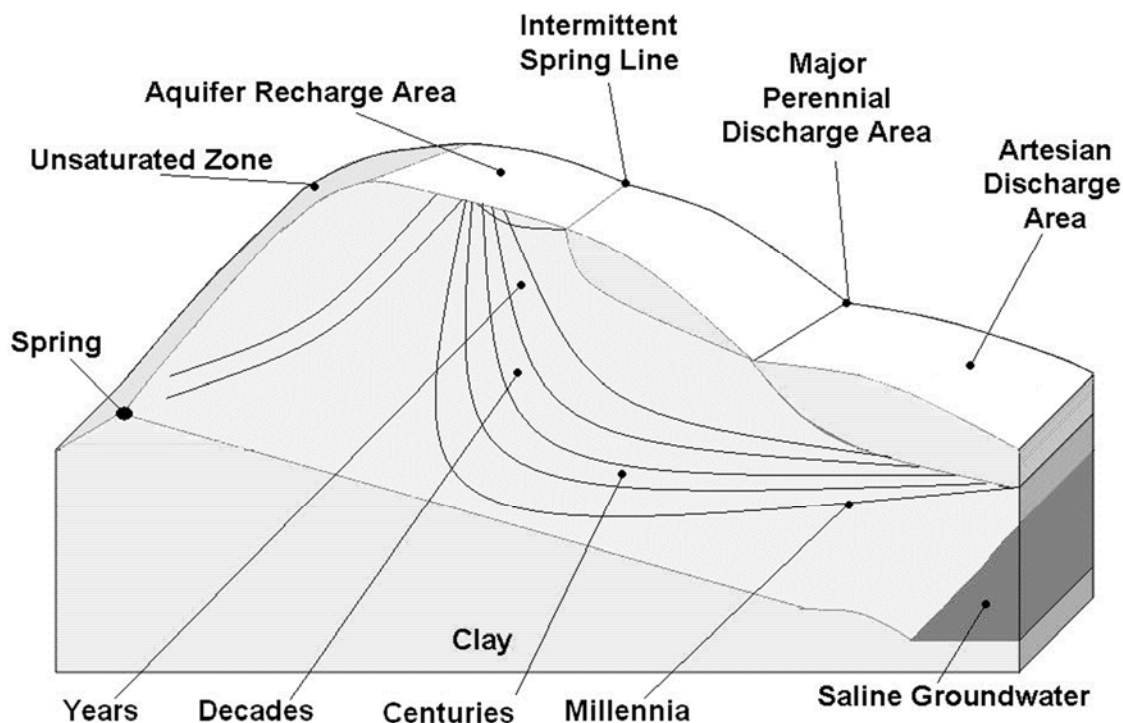 Intermittent
Spring Line
Major
Perennial
Discharge Area
Aquifer Recharge Area
Artesian
Discharge
Area
Unsaturated Zone
Spring
Clay
Years
Decades
Centuries
Millennia
Saline Groundwater